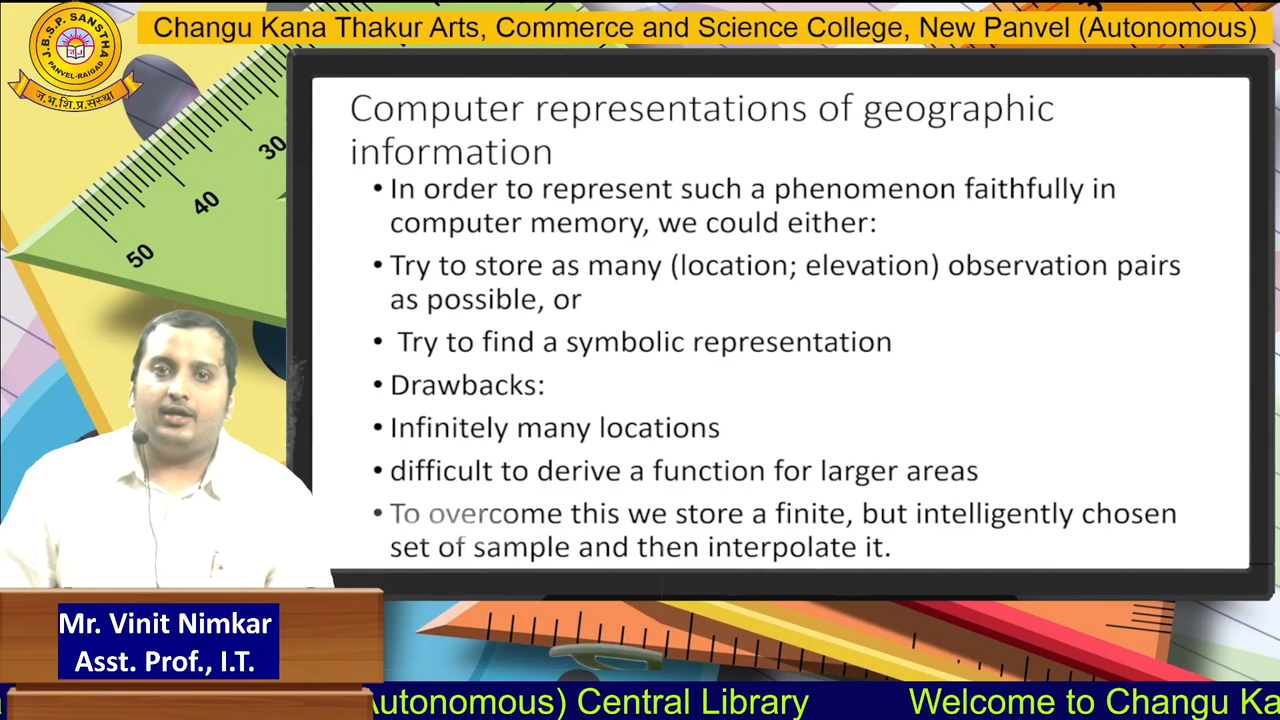 Changu Kana Thakur Arts, Commerce and Science College, New Panvel (Autonomous)
J.B.S.P. SANSTHA
PANVEL-RAIGAD
ज.भ.शि.प्र.संस्था
30
40
50
Computer representations of geographic
information
• In order to represent such a phenomenon faithfully in
computer memory, we could either:
• Try to store as many (location; elevation) observation pairs
as possible, or
• Try to find a symbolic representation
• Drawbacks:
• Infinitely many locations
• difficult to derive a function for larger areas
• To overcome this we store a finite, but intelligently chosen
set of sample and then interpolate it.
Mr. Vinit Nimkar
Asst. Prof., I.T.
Autonomous) Central Library Welcome to Changu Ka